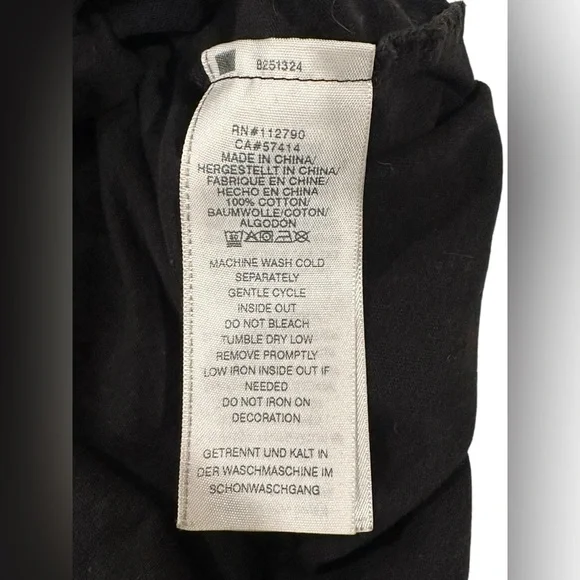 8251324
RN#112790
CA#57414
MADE IN CHINA/
HERGESTELLT IN CHINA/
FABRIQUE EN CHINE/
HECHO EN CHINA
100% COTTON/
BAUMWOLLE/COTON/
ALGODÓN
MACHINE WASH COLD
SEPARATELY
GENTLE CYCLE
INSIDE OUT
DO NOT BLEACH
TUMBLE DRY LOW
REMOVE PROMPTLY
LOW IRON INSIDE OUT IF
NEEDED
DO NOT IRON ON
DECORATION
GETRENNT UND KALT IN
DER WASCHMASCHINE IM
SCHONWASCHGANG